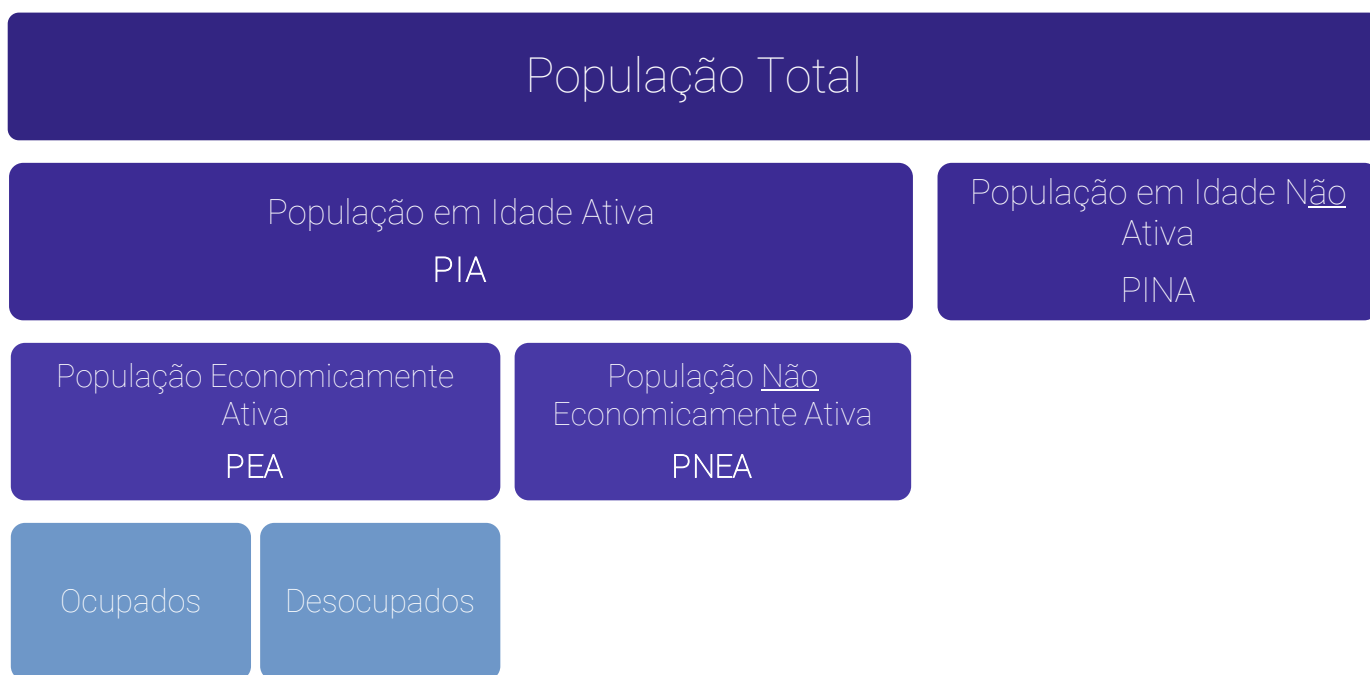 População Total
População em Idade Ativa
PIA
População em Idade Não
Ativa
PINA
População Economicamente
Ativa
PEA
População Não
Economicamente Ativa
PNEA
Ocupados
Desocupados